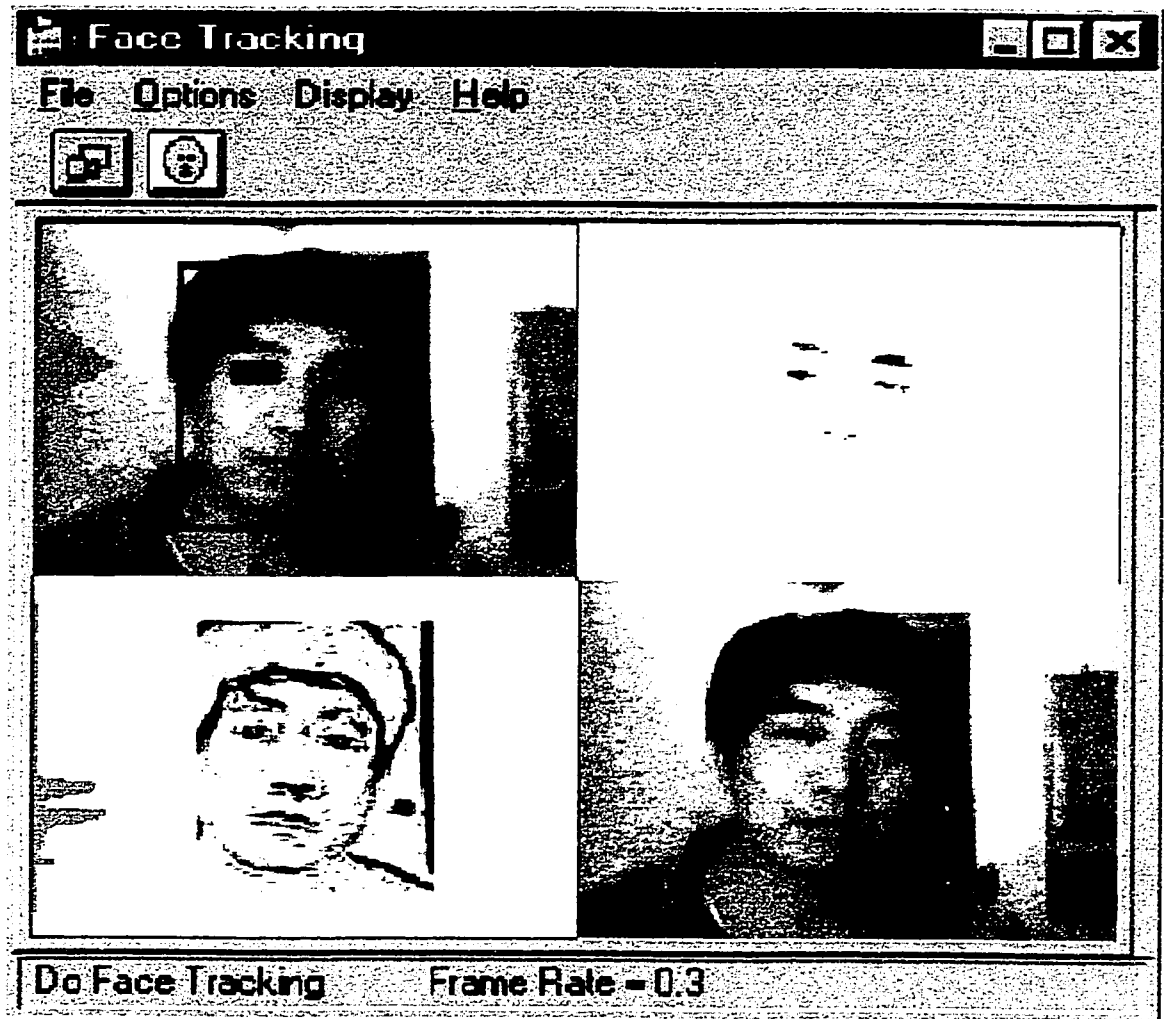 Face Tracking
File Options Display Help
Do Face Tracking Frame Rate = 0.3